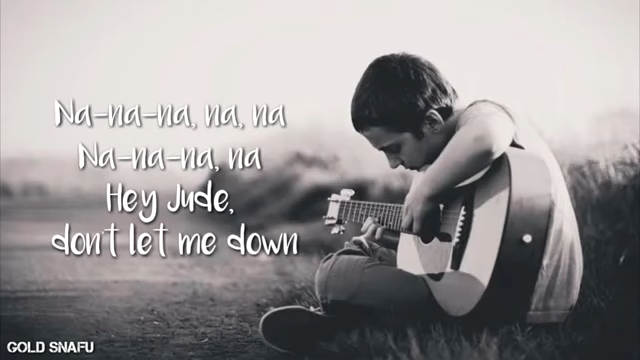 Na-na-na, na, na
Na-na-na, na
Hey Jude,
don't let me down
GOLD SNAFU